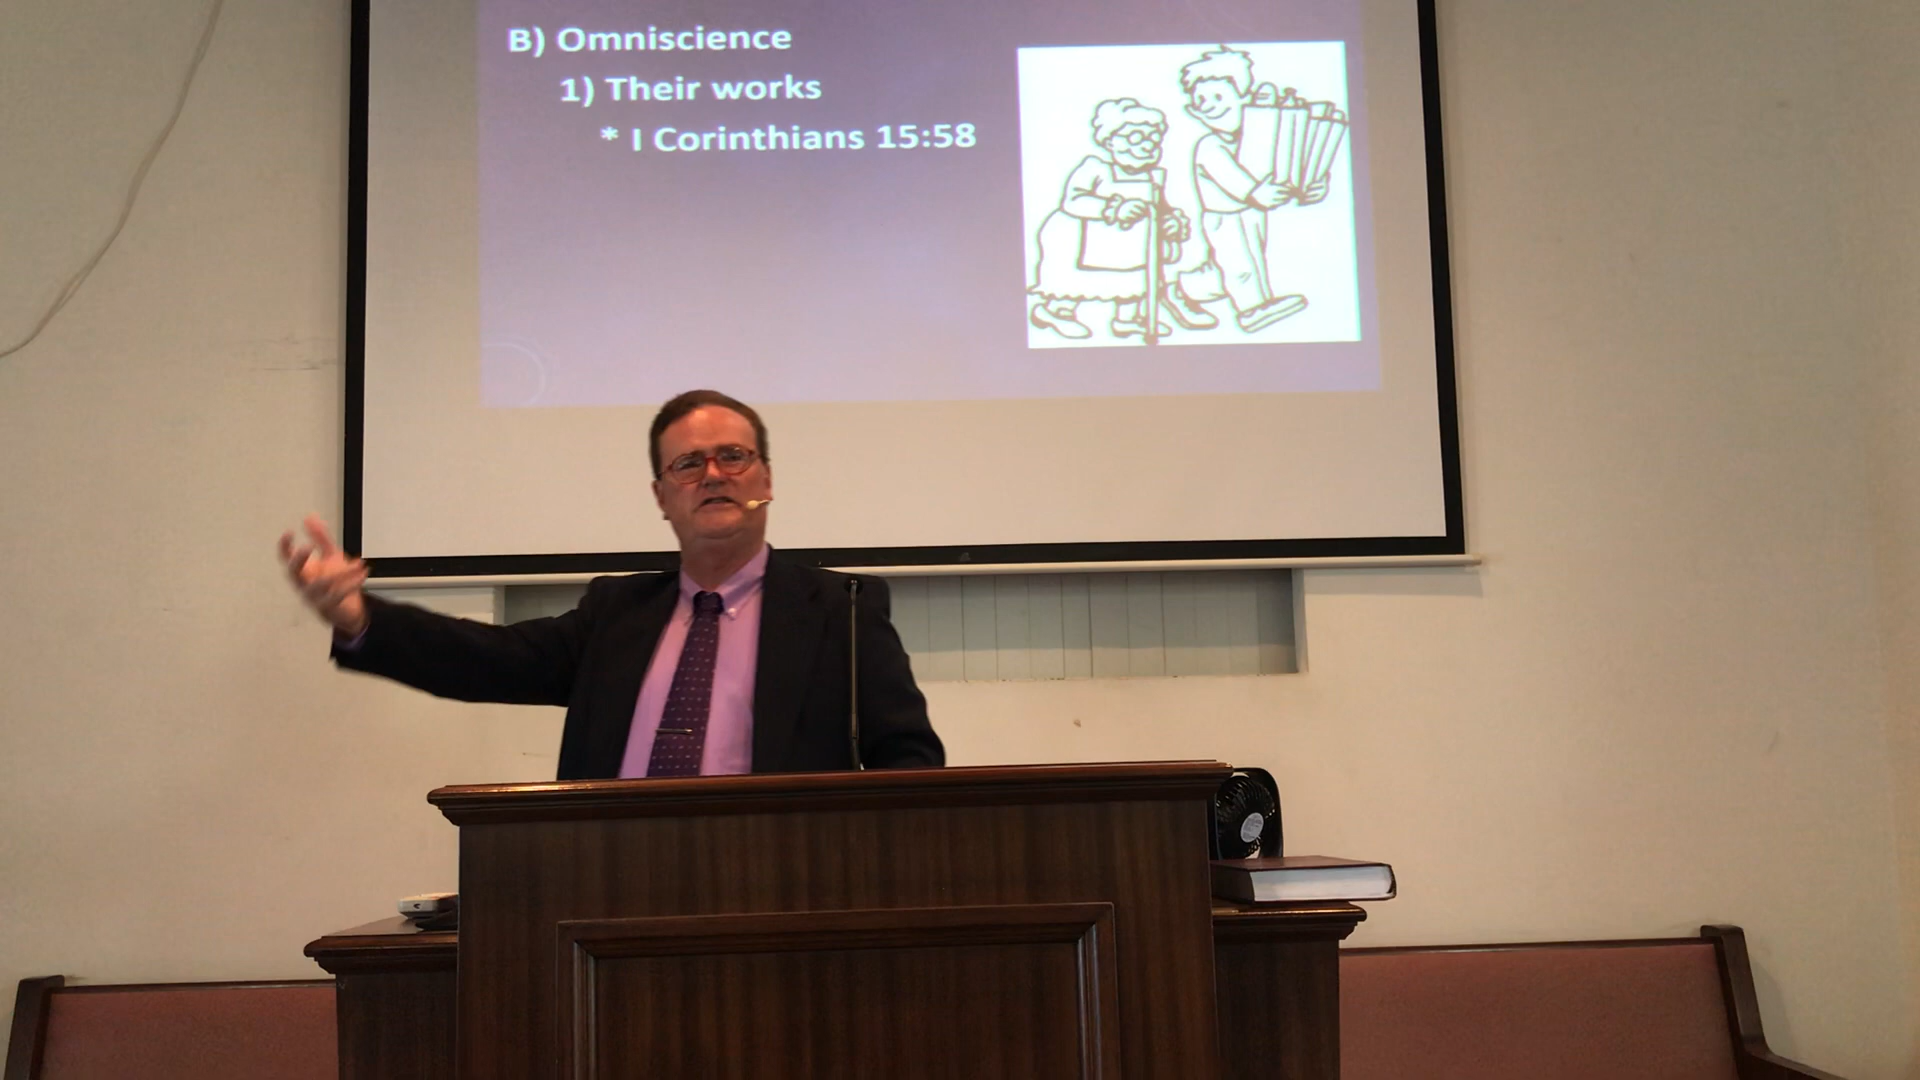 B) Omniscience
1) Their works
* I Corinthians 15:58